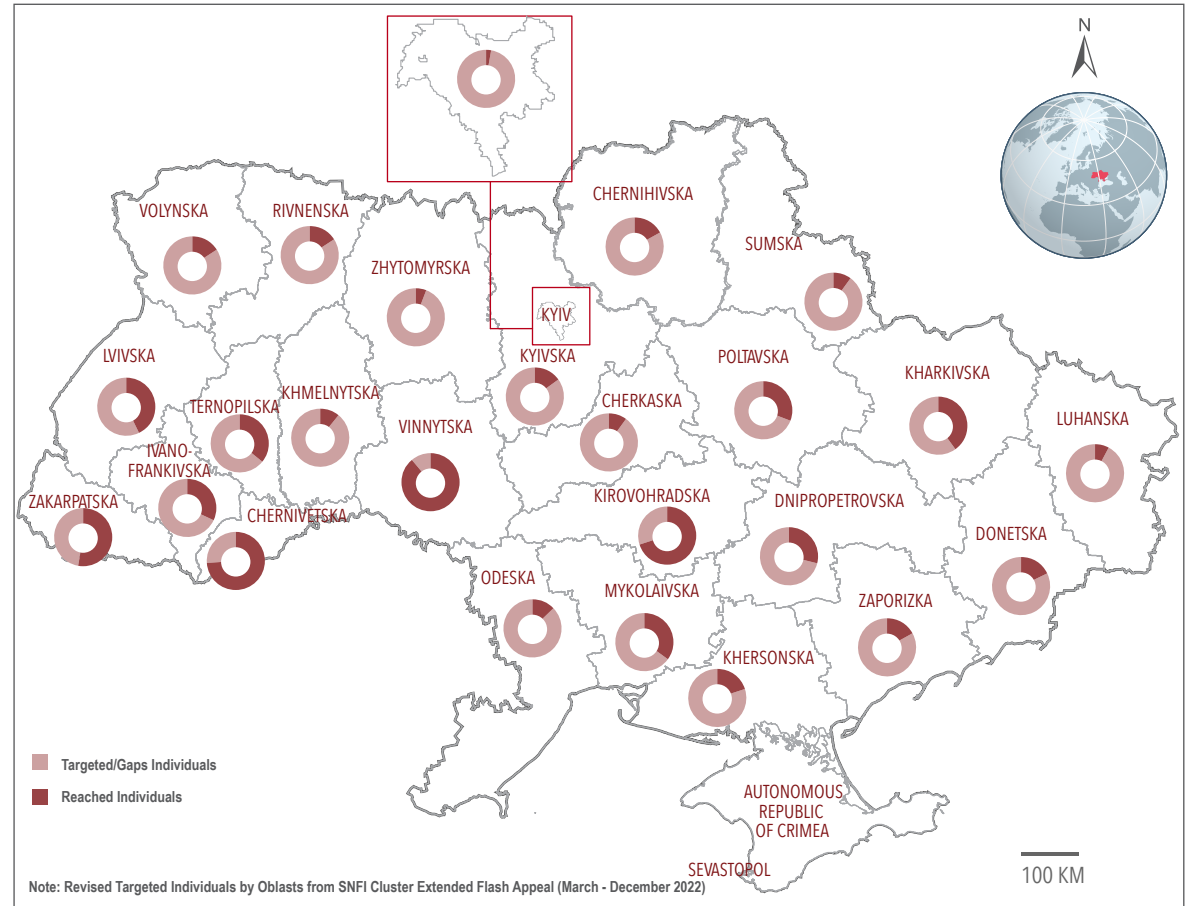 N
CHERNIHIVSKA
VOLYNSKA
RIVNENSKA
SUMSKA
ZHYTOMYRSKA
KYIV
LVIVSKA
KYIVSKA
POLTAVSKA
KHARKIVSKA
KHMELNYTSKA
CHERKASKA
TERNOPILSKA
VINNYTSKA
LUHANSKA
IVANO-
FRANKIVSKA
ZAKARPATSKA
KIROVOHRADSKA
DNIPROPETROVSKA
CHERNIVETSKA
DONETSKA
ODESKA
MYKOLAIVSKA
ZAPORIZKA
KHERSONSKA
Targeted/Gaps Individuals
Reached Individuals
AUTONOMOUS
REPUBLIC
OF CRIMEA
SEVASTOPOL
100 KM
Note: Revised Targeted Individuals by Oblasts from SNFI Cluster Extended Flash Appeal (March - December 2022)